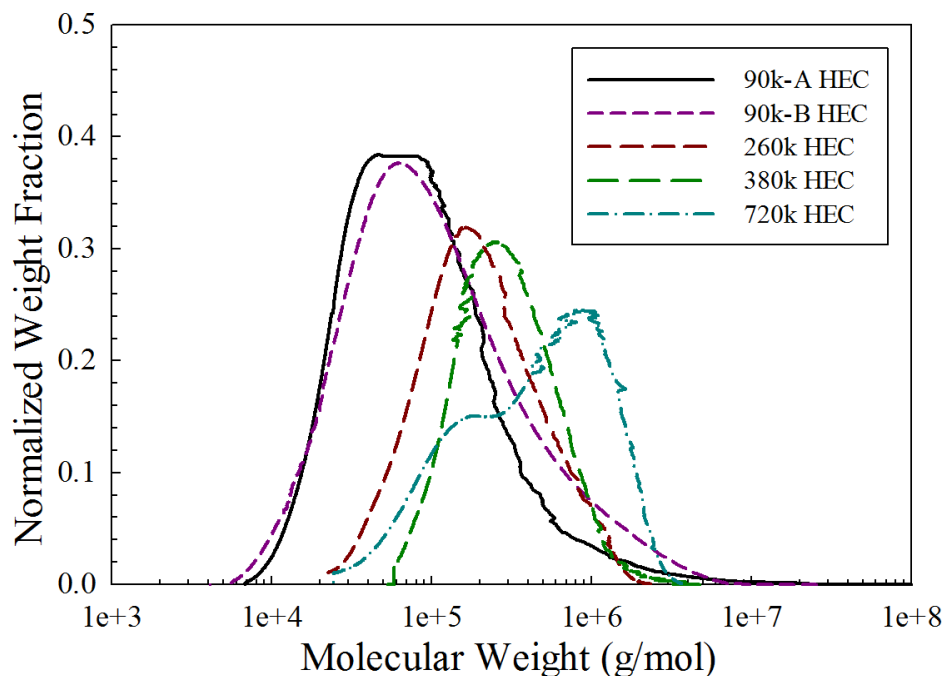 Normalized Weight Fraction
0.5
0.4
0.3
0.2
0.1
0.0
90k-A HEC
90k-B HEC
260k HEC
380k HEC
720k HEC
1e+3 1e+4 1e+5 1e+6 1e+7 1e+8
Molecular Weight (g/mol)